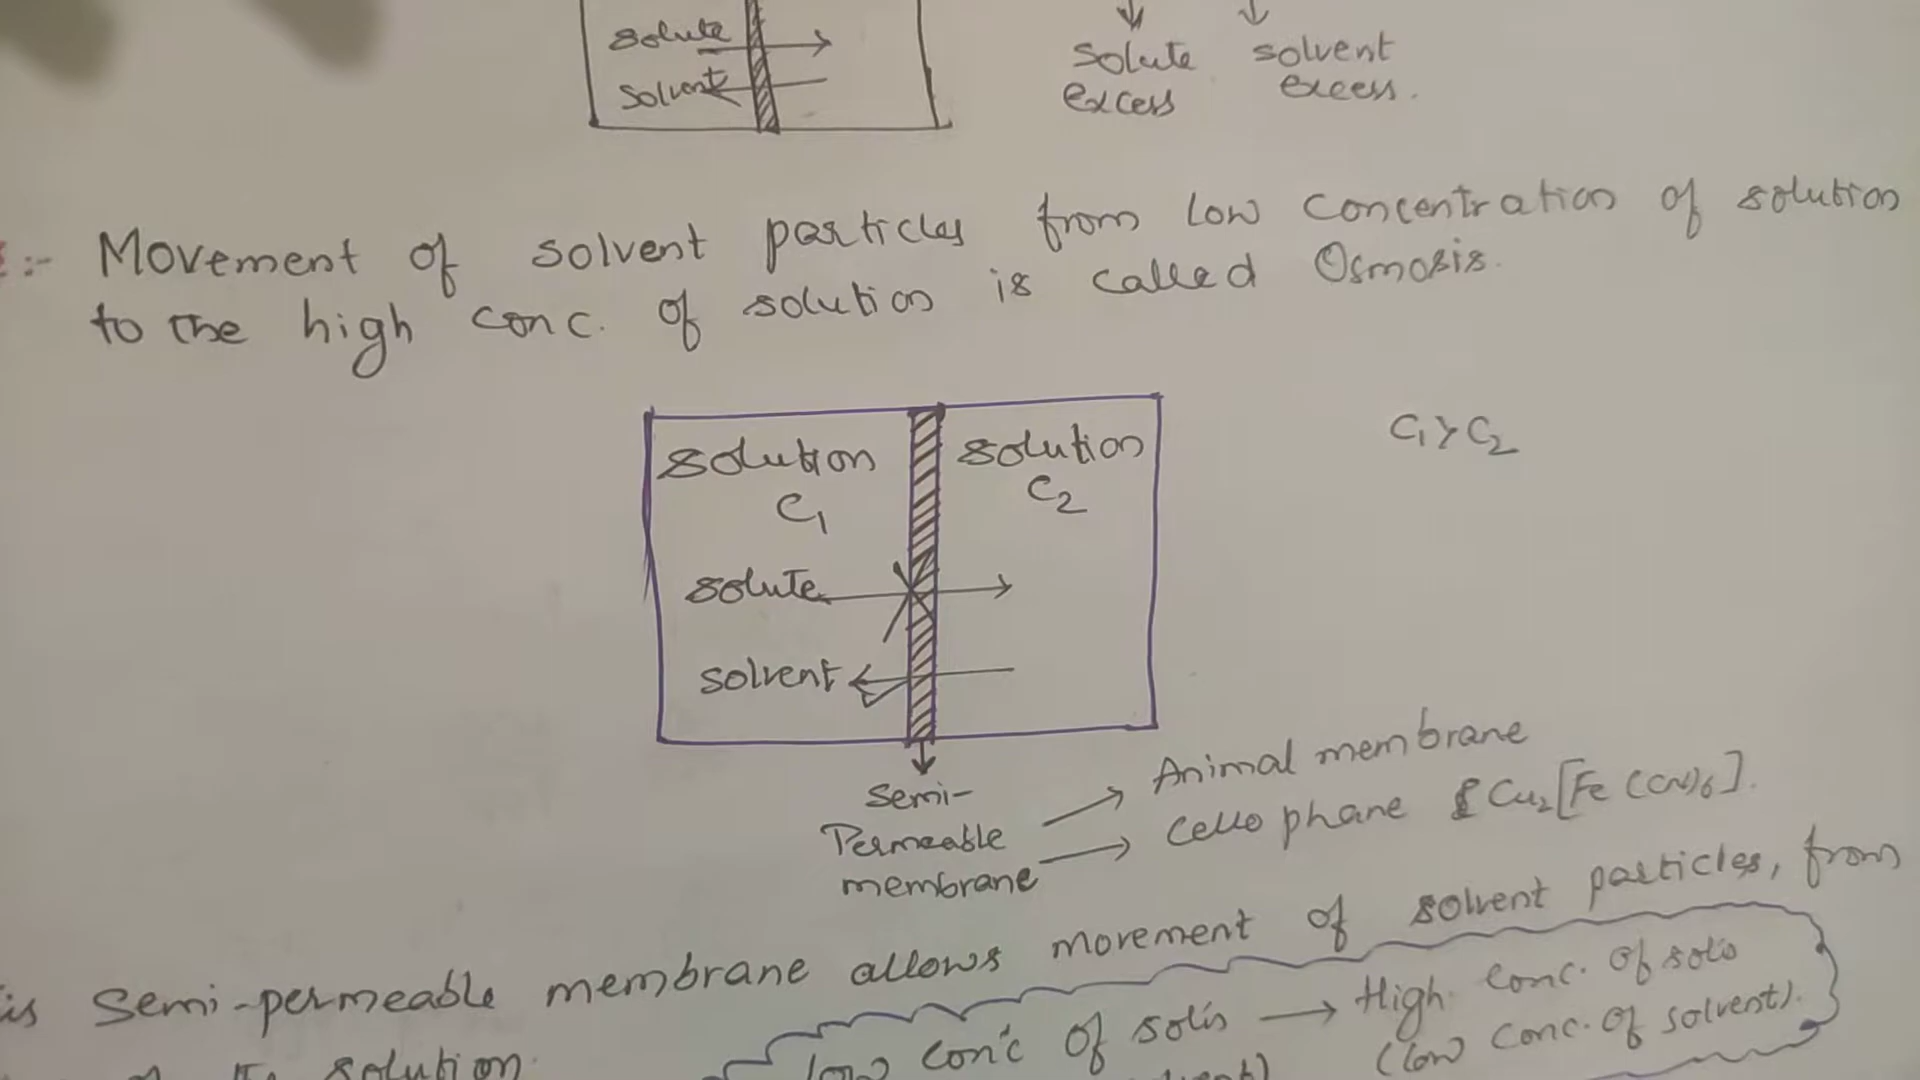 solute
solvent
solute solvent
excess excess.
:- Movement of solvent particles from low concentration of solution
to the high conc. of solution is called Osmosis.
solution solution
C1 C2
C1 > C2
solute
solvent
Semi-
Permeable
membrane
Animal membrane
Cellophane & Cu2[Fe(CN)6].
is semi-permeable membrane allows movement of solvent particles, from
low conc of soln → High conc. of soln
(low conc. of solvent).
solution.